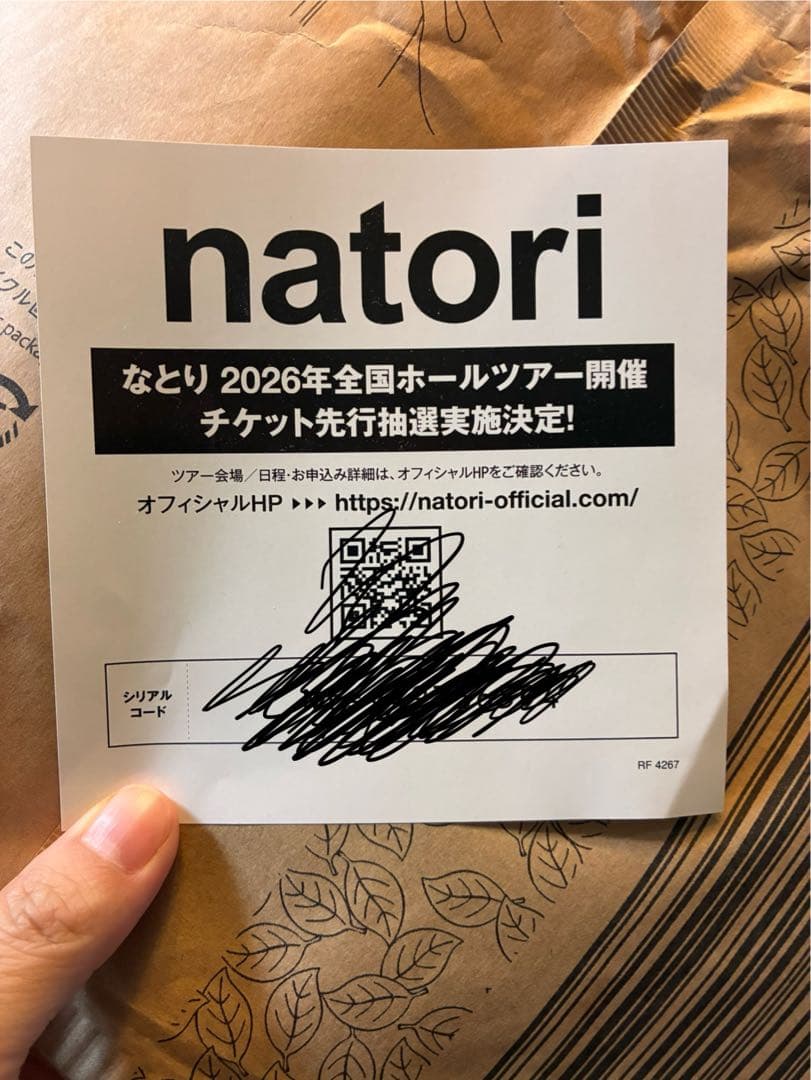 natori
なとり 2026年全国ホールツアー開催
チケット先行抽選実施決定!
ツアー会場／日程・お申込み詳細は、オフィシャルHPをご確認ください。
オフィシャルHP ▸▸▸ https://natori-official.com/
シリアル
コード
RF 4267
この
packa